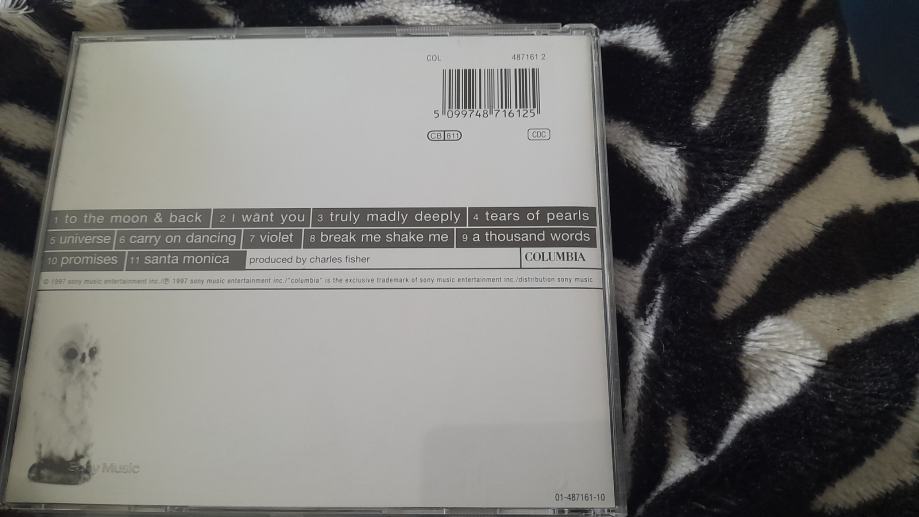 COL 487161 2
5 099748 716125
CB 811 CDC
1 to the moon & back 2 I want you 3 truly madly deeply 4 tears of pearls
5 universe 6 carry on dancing 7 violet 8 break me shake me 9 a thousand words
10 promises 11 santa monica produced by charles fisher COLUMBIA
© 1997 sony music entertainment inc./℗ 1997 sony music entertainment inc./"columbia" is the exclusive trademark of sony music entertainment inc./distribution sony music
Sony Music
01-487161-10